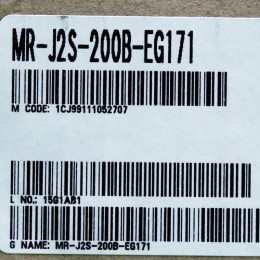 MR-J2S-200B-EG171
M CODE: 1CJ99111052707
L NO.: 15G1AB1
G NAME: MR-J2S-200B-EG171